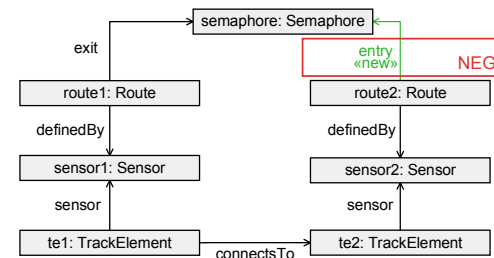 semaphore: Semaphore
exit
entry
«new»
NEG
route1: Route
route2: Route
definedBy
definedBy
sensor1: Sensor
sensor2: Sensor
sensor
sensor
te1: TrackElement
te2: TrackElement
connectsTo